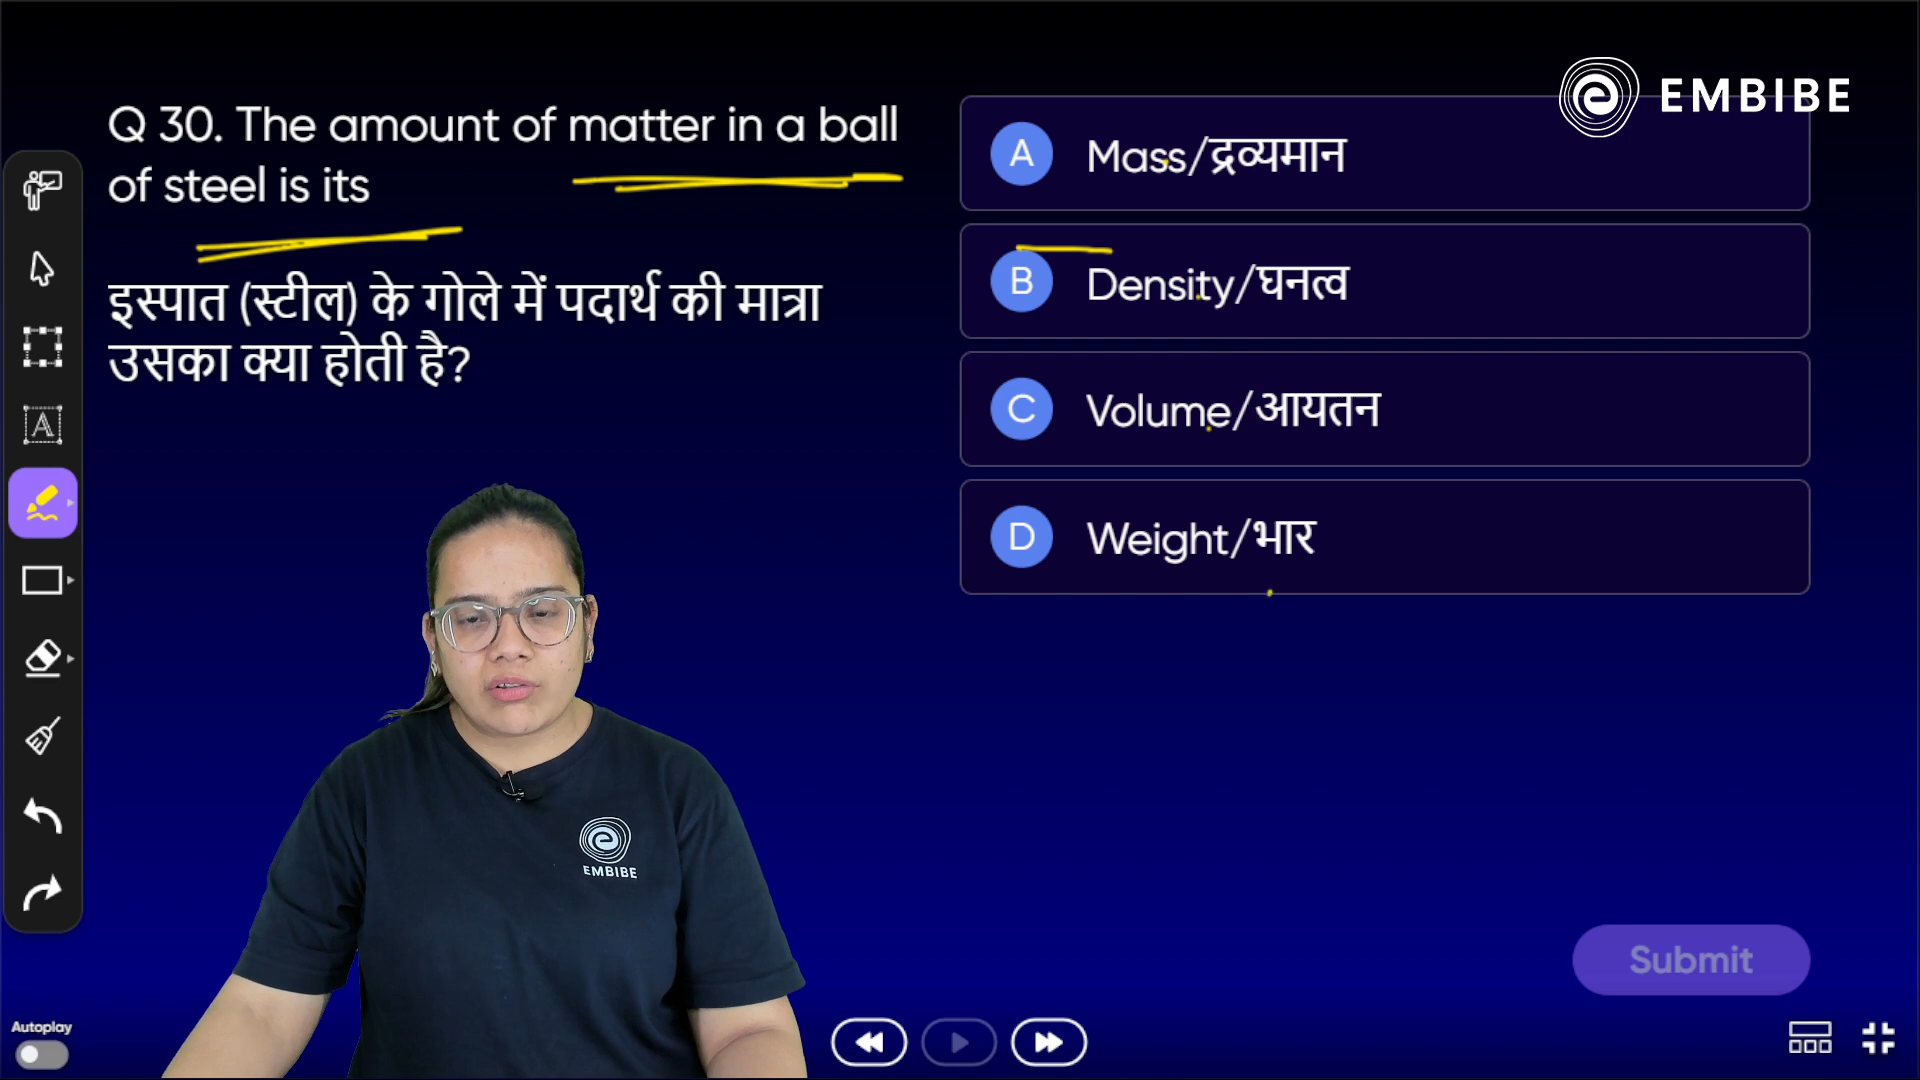 EMBIBE
Q 30. The amount of matter in a ball
of steel is its
इस्पात (स्टील) के गोले में पदार्थ की मात्रा
उसका क्या होती है?
A Mass/द्रव्यमान
B Density/घनत्व
C Volume/आयतन
D Weight/भार
A
EMBIBE
Submit
Autoplay